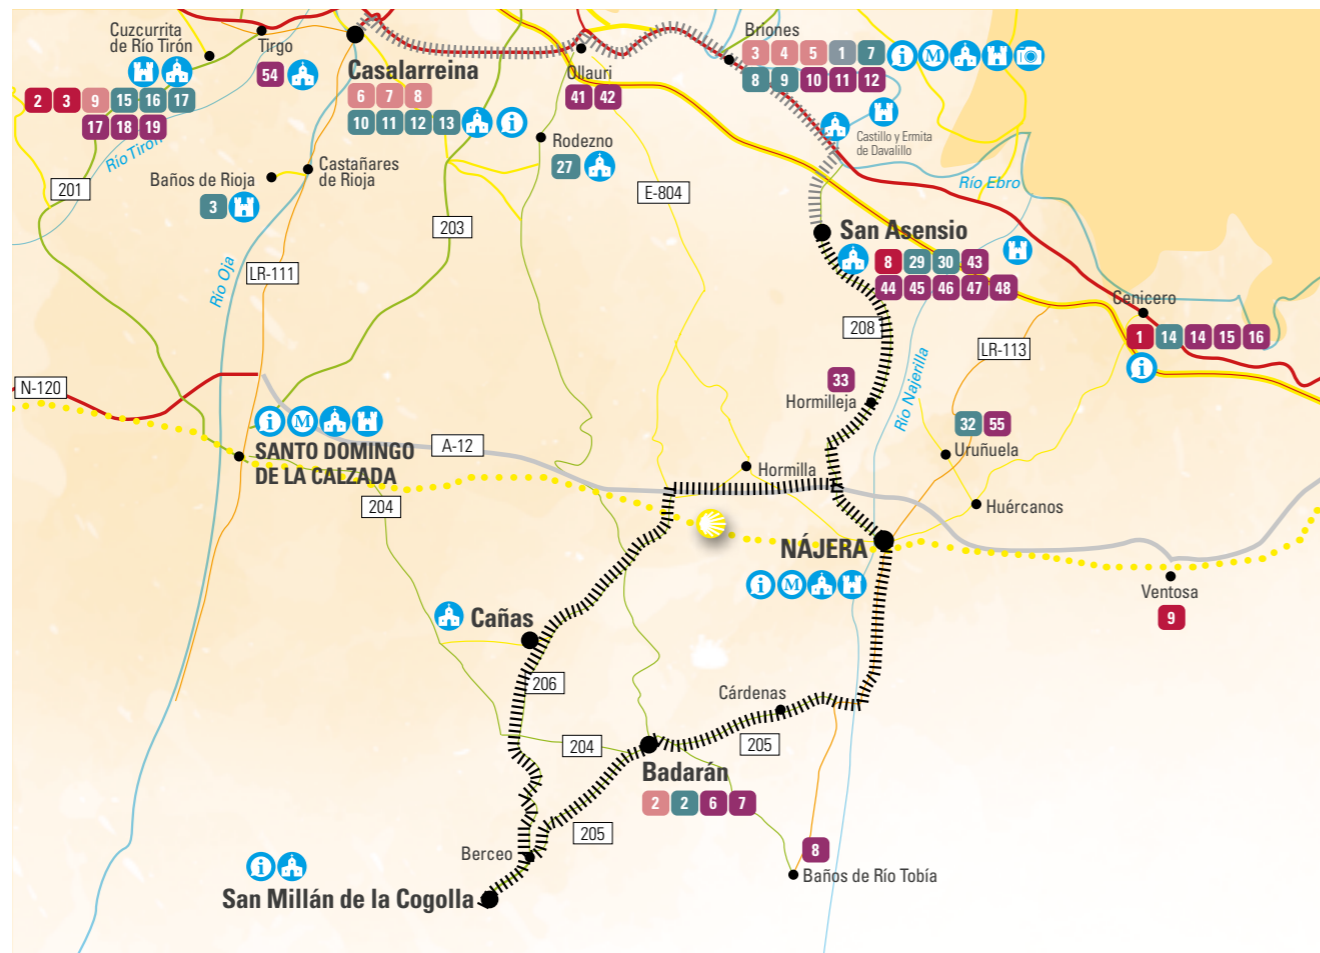 Cuzcurrita
de Río Tirón
Tirgo
54
2 3 9 15 16 17
17 18 19
Río Tirón
201
Casalarreina
6 7 8
10 11 12 13 i
Ollauri
41 42
Briones
3 4 5 1 7 i M
8 9 10 11 12
Castillo y Ermita
de Davalillo
Rodezno
27
Castañares
de Rioja
Baños de Rioja
3
E-804
Río Ebro
203
San Asensio
8 29 30 43
44 45 46 47 48
Río Oja
LR-111
Cenicero
1 14 14 15 16
i
208
LR-113
Río Najerilla
33
Hormilleja
N-120
i M
SANTO DOMINGO
DE LA CALZADA
A-12
32 55
Uruñuela
Hormilla
204
Huércanos
NÁJERA
i M
Ventosa
9
Cañas
206
Cárdenas
204
205
Badarán
2 2 6 7
205
Berceo
8
Baños de Río Tobía
i
San Millán de la Cogolla